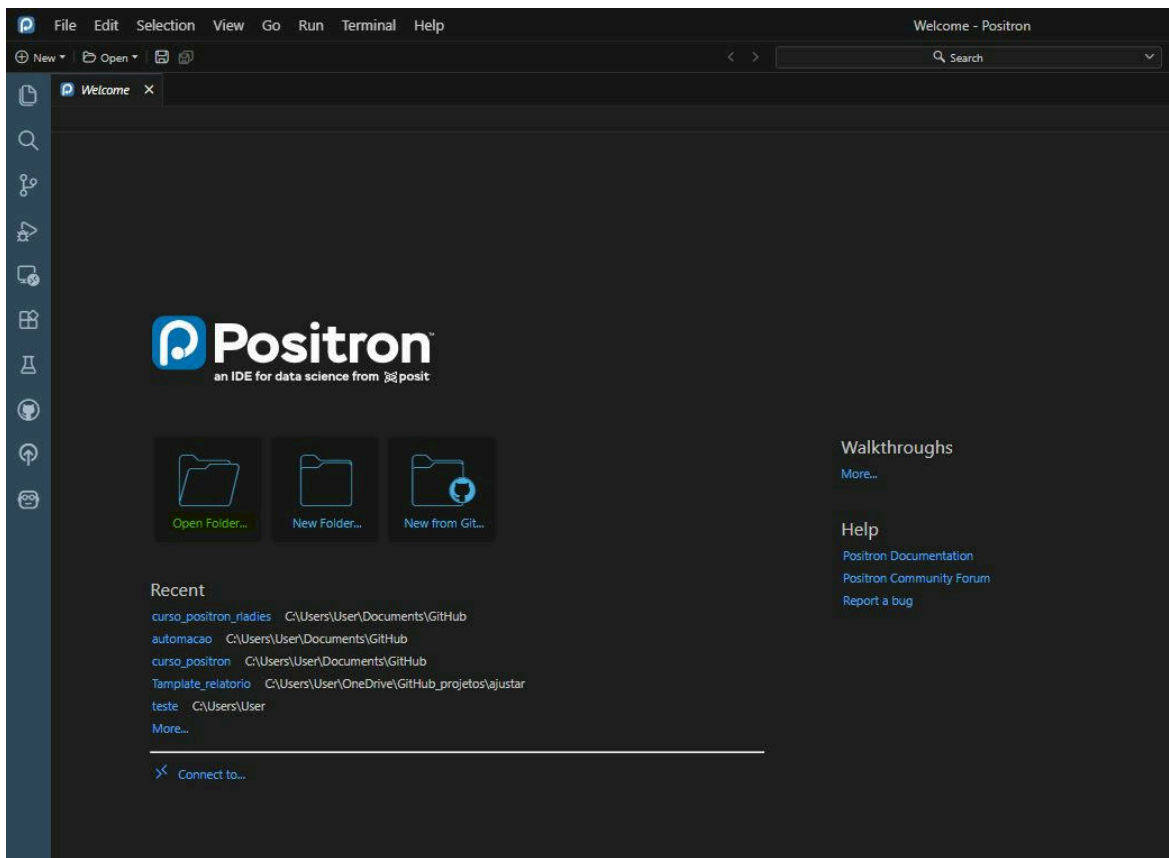 File Edit Selection View Go Run Terminal Help Welcome - Positron
New Open Search
Welcome
Positron™
an IDE for data science from posit
Open Folder... New Folder... New from Git...
Walkthroughs
More...
Help
Positron Documentation
Positron Community Forum
Report a bug
Recent
curso_positron_rladies C:\Users\User\Documents\GitHub
automacao C:\Users\User\Documents\GitHub
curso_positron C:\Users\User\Documents\GitHub
Tamplate_relatorio C:\Users\User\OneDrive\GitHub_projetos\ajustar
teste C:\Users\User
More...
Connect to...